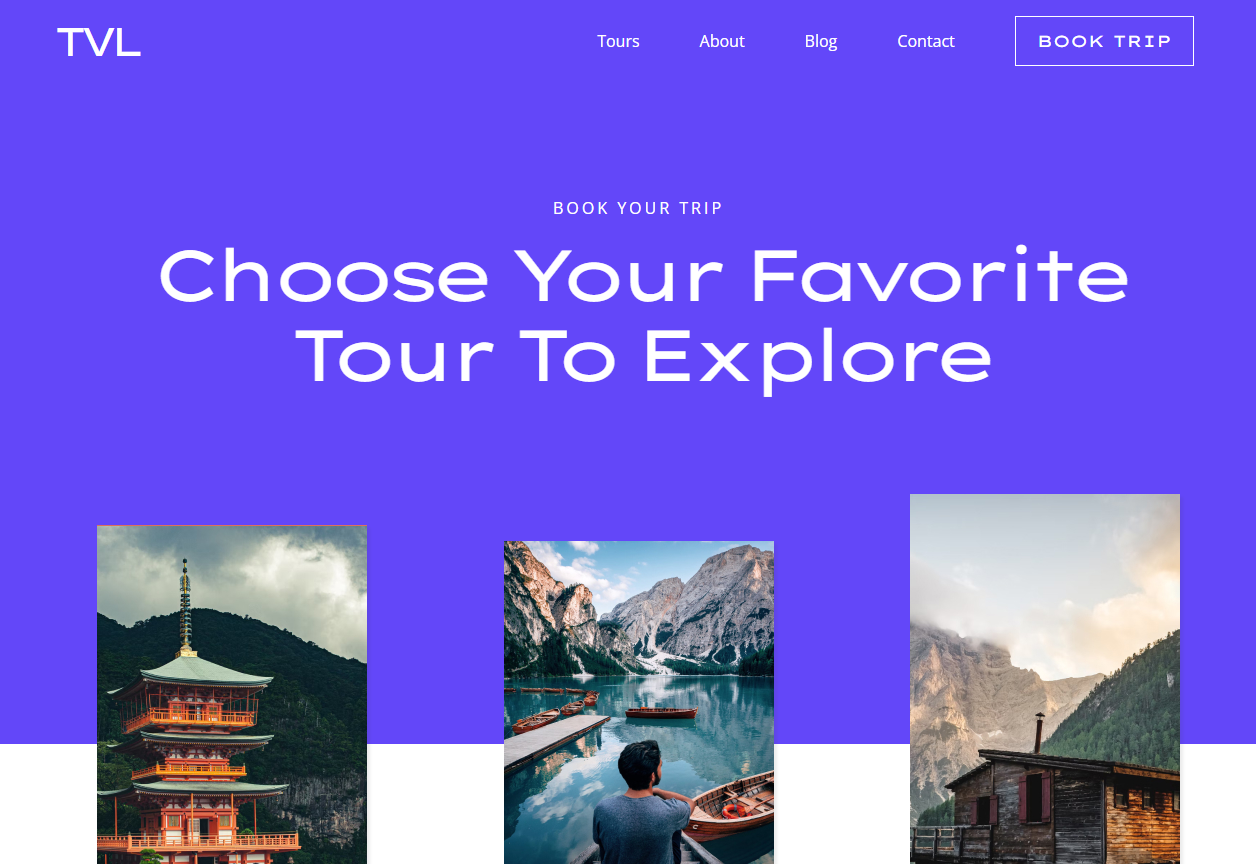 TVL
Tours
About
Blog
Contact
BOOK TRIP
BOOK YOUR TRIP
Choose Your Favorite
Tour To Explore